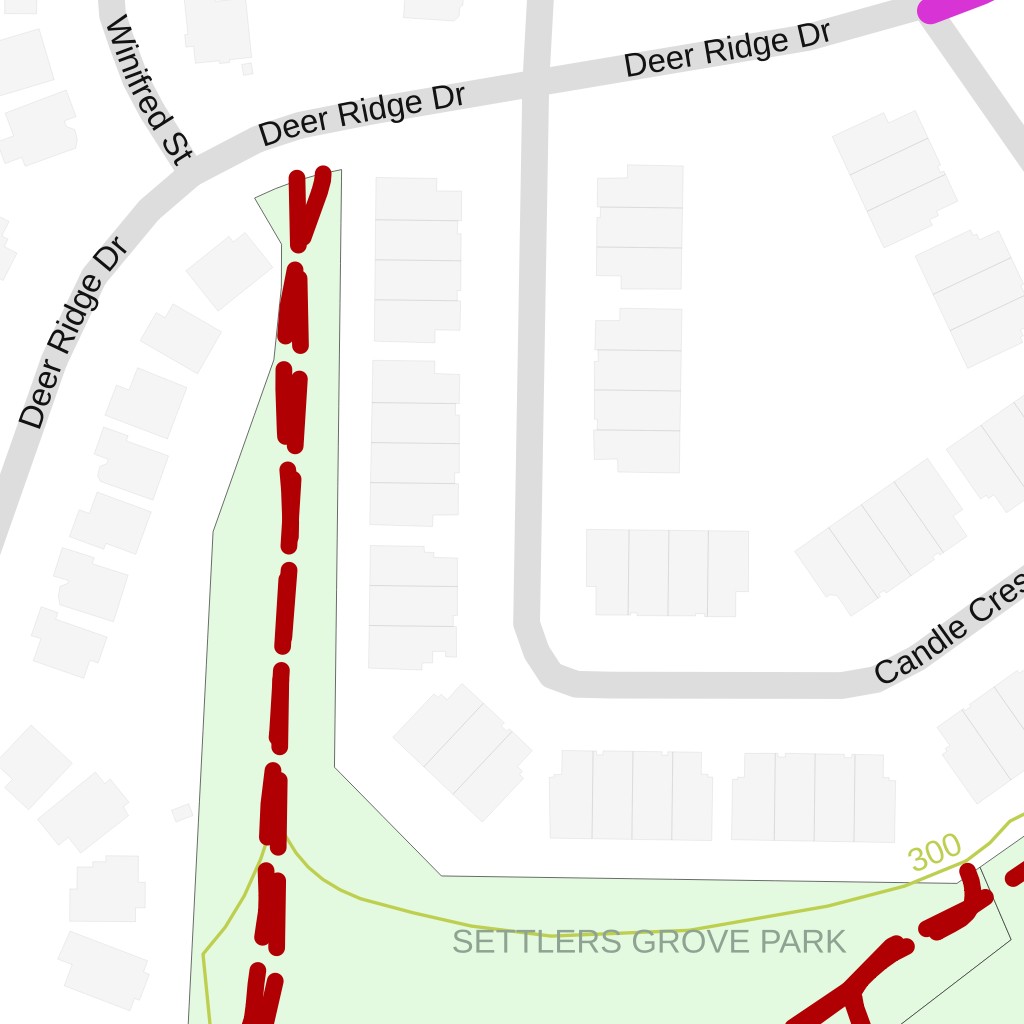 Winifred St
Deer Ridge Dr
Deer Ridge Dr
Deer Ridge Dr
Candle Cres
300
SETTLERS GROVE PARK